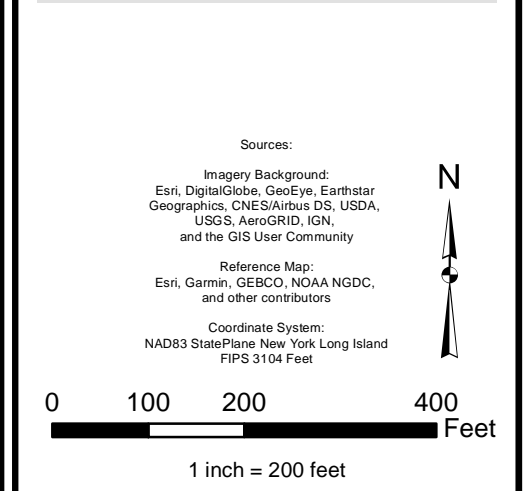 Sources:
Imagery Background:
Esri, DigitalGlobe, GeoEye, Earthstar
Geographics, CNES/Airbus DS, USDA,
USGS, AeroGRID, IGN,
and the GIS User Community
N
Reference Map:
Esri, Garmin, GEBCO, NOAA NGDC,
and other contributors
Coordinate System:
NAD83 StatePlane New York Long Island
FIPS 3104 Feet
0 100 200 400
Feet
1 inch = 200 feet